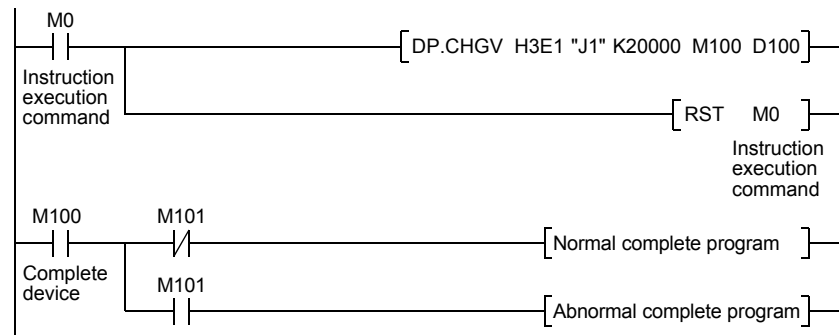 M0
DP.CHGV H3E1 "J1" K20000 M100 D100
Instruction
execution
command
RST M0
Instruction
execution
command
M100
M101
Normal complete program
Complete
device
M101
Abnormal complete program